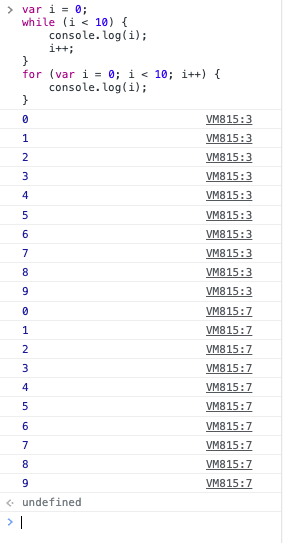 var i = 0;
while (i < 10) {
    console.log(i);
    i++;
}
for (var i = 0; i < 10; i++) {
    console.log(i);
}
0 VM815:3
1 VM815:3
2 VM815:3
3 VM815:3
4 VM815:3
5 VM815:3
6 VM815:3
7 VM815:3
8 VM815:3
9 VM815:3
0 VM815:7
1 VM815:7
2 VM815:7
3 VM815:7
4 VM815:7
5 VM815:7
6 VM815:7
7 VM815:7
8 VM815:7
9 VM815:7
undefined